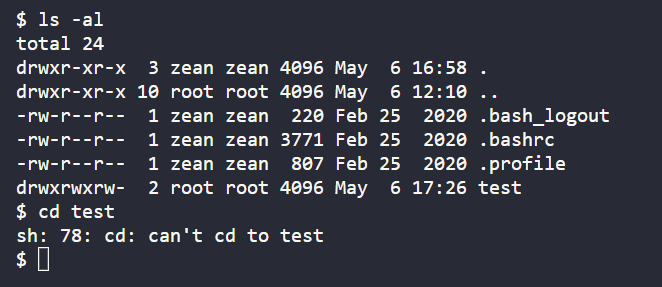 $ ls -al
total 24
drwxr-xr-x  3 zean zean 4096 May  6 16:58 .
drwxr-xr-x 10 root root 4096 May  6 12:10 ..
-rw-r--r--  1 zean zean  220 Feb 25  2020 .bash_logout
-rw-r--r--  1 zean zean 3771 Feb 25  2020 .bashrc
-rw-r--r--  1 zean zean  807 Feb 25  2020 .profile
drwxrwxrw-  2 root root 4096 May  6 17:26 test
$ cd test
sh: 78: cd: can't cd to test
$